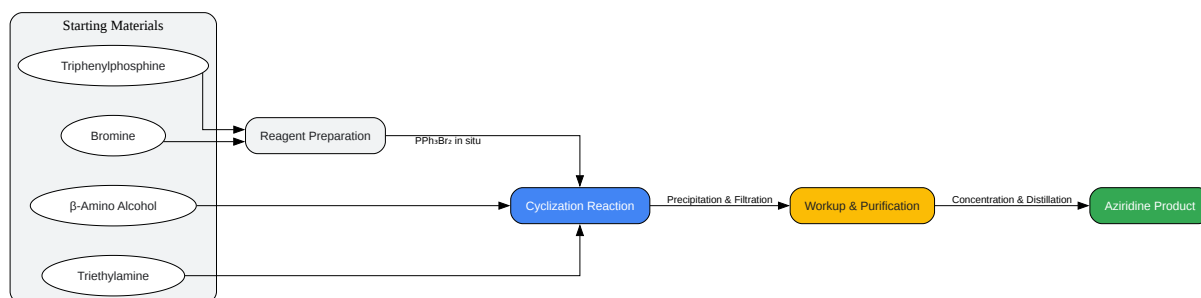 Starting Materials
Triphenylphosphine
Bromine
Reagent Preparation
PPh₃Br₂ in situ
β-Amino Alcohol
Cyclization Reaction
Precipitation & Filtration
Workup & Purification
Concentration & Distillation
Aziridine Product
Triethylamine